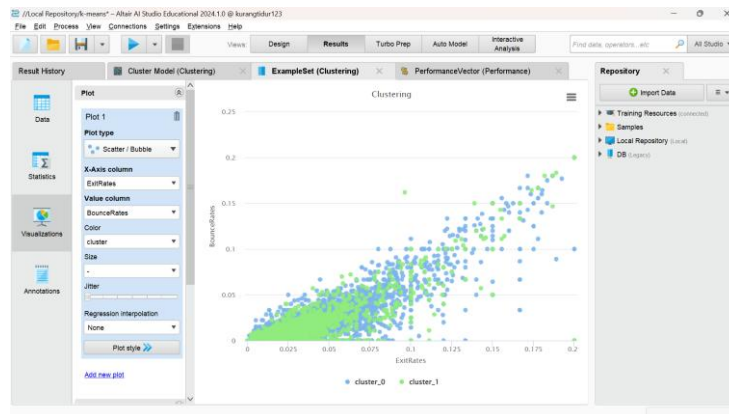 //Local Repository/k-means* – Altair AI Studio Educational 2024.1.0 @ kurangtidur123
File Edit Process View Connections Settings Extensions Help
Views: Design Results Turbo Prep Auto Model Interactive Analysis
Find data, operators...etc All Studio
Result History Cluster Model (Clustering) ExampleSet (Clustering) PerformanceVector (Performance)
Repository
Data
Statistics
Visualizations
Annotations
Plot
Plot 1
Plot type
Scatter / Bubble
X-Axis column
ExitRates
Value column
BounceRates
Color
cluster
Size
-
Jitter
Regression interpolation
None
Plot style
Add new plot
Clustering
0.25
0.2
0.15
0.1
0.05
0
BounceRates
0 0.025 0.05 0.075 0.1 0.125 0.15 0.175 0.2
ExitRates
cluster_0 cluster_1
Import Data
Training Resources (connected)
Samples
Local Repository (Local)
DB (Legacy)